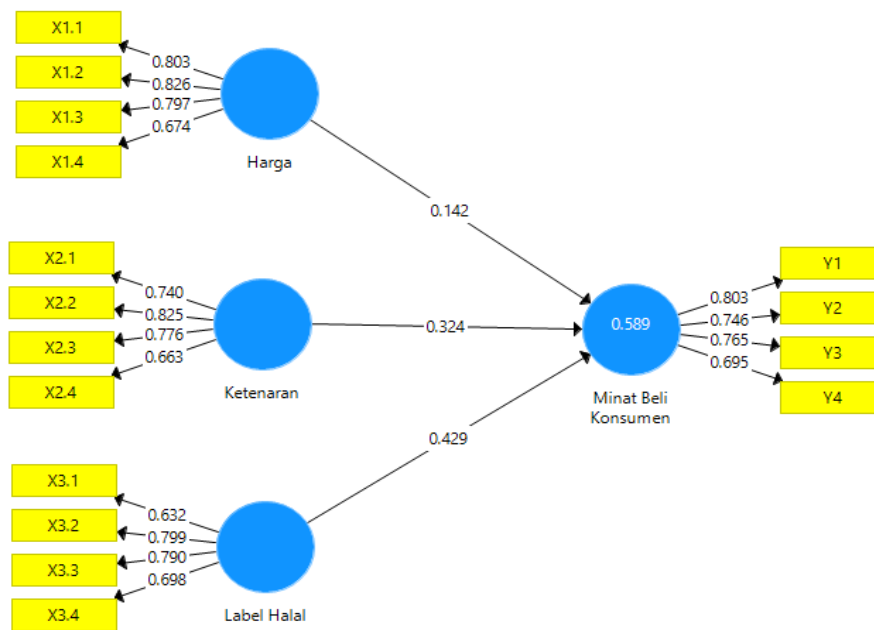 X1.1
0.803
X1.2
0.826
X1.3
0.797
0.674
X1.4
Harga
0.142
X2.1
0.740
X2.2
0.825
X2.3
0.776
0.663
X2.4
Ketenaran
0.324
X3.1
0.632
X3.2
0.799
X3.3
0.790
0.698
X3.4
Label Halal
0.429
0.589
Minat Beli
Konsumen
Y1
0.803
Y2
0.746
0.765
Y3
0.695
Y4